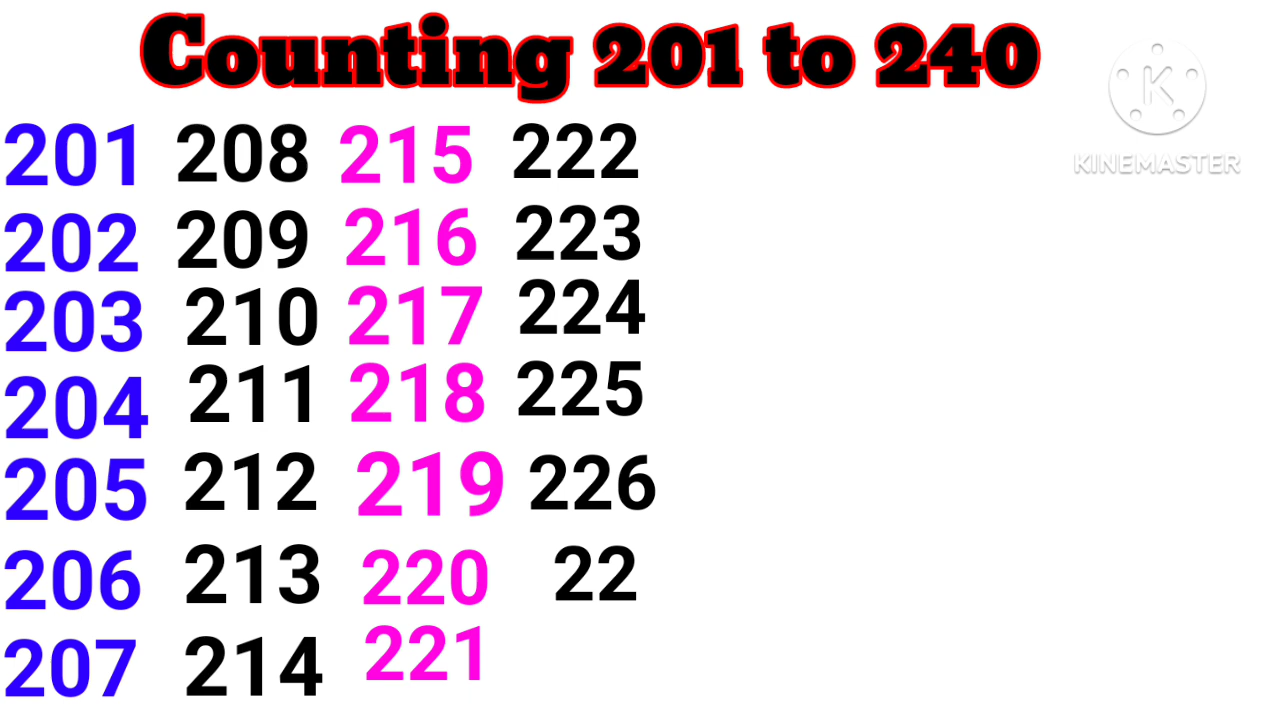 Counting 201 to 240
K
KINEMASTER
201 208 215 222
202 209 216 223
203 210 217 224
204 211 218 225
205 212 219 226
206 213 220 22
207 214 221